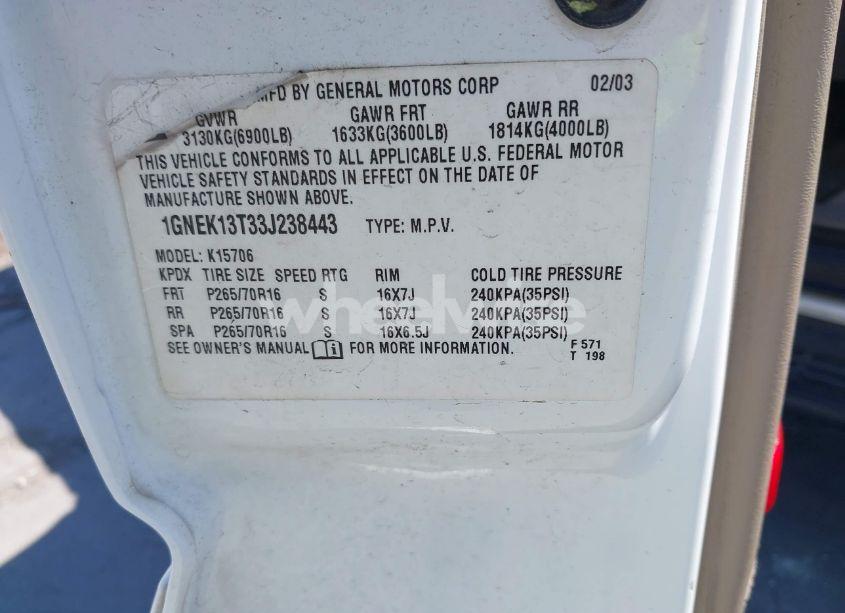 MFD BY GENERAL MOTORS CORP 02/03
GVWR GAWR FRT GAWR RR
3130KG(6900LB) 1633KG(3600LB) 1814KG(4000LB)
THIS VEHICLE CONFORMS TO ALL APPLICABLE U.S. FEDERAL MOTOR
VEHICLE SAFETY STANDARDS IN EFFECT ON THE DATE OF
MANUFACTURE SHOWN ABOVE.
1GNEK13T33J238443 TYPE: M.P.V.
MODEL: K15706
KPDX TIRE SIZE SPEED RTG RIM COLD TIRE PRESSURE
FRT P265/70R16 S 16X7J 240KPA(35PSI)
RR P265/70R16 S 16X7J 240KPA(35PSI)
SPA P265/70R16 S 16X6.5J 240KPA(35PSI)
SEE OWNER'S MANUAL i FOR MORE INFORMATION.
F 571
T 198